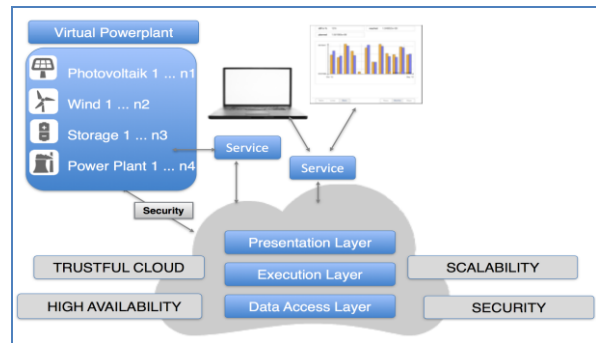 Virtual Powerplant
Photovoltaik 1 ... n1
Wind 1 ... n2
Storage 1 ... n3
Power Plant 1 ... n4
Service
Service
Security
Presentation Layer
Execution Layer
Data Access Layer
TRUSTFUL CLOUD
SCALABILITY
HIGH AVAILABILITY
SECURITY